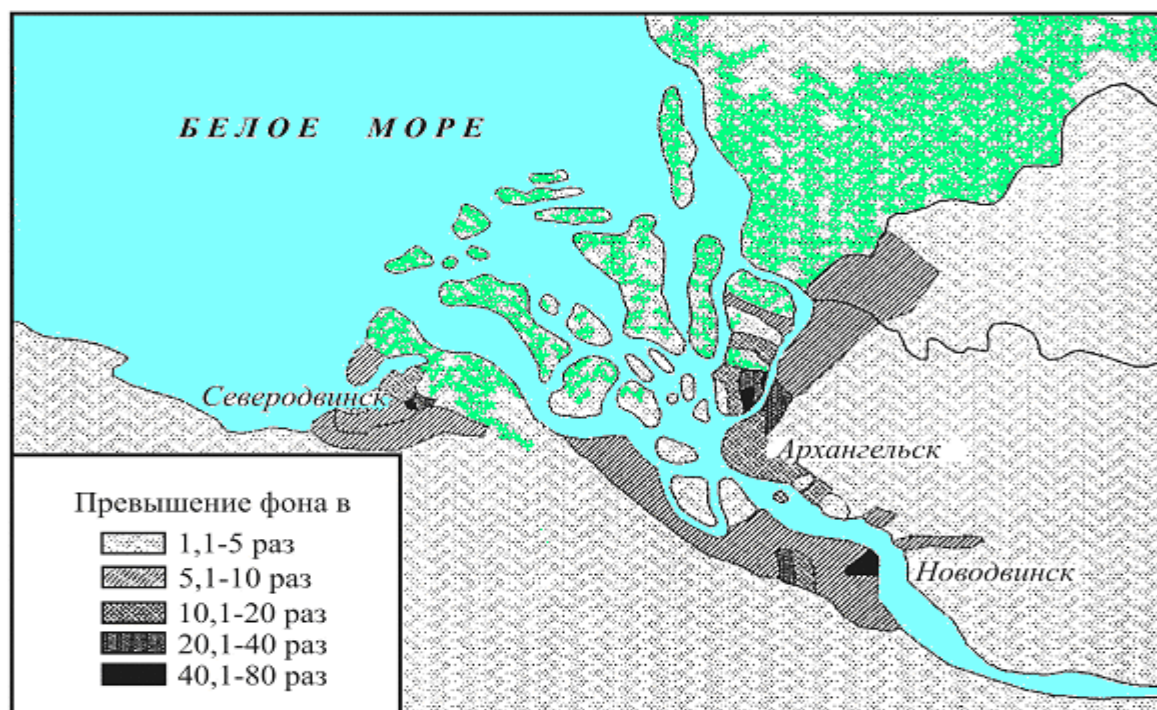 БЕЛОЕ МОРЕ
Северодвинск
Архангельск
Новодвинск
Превышение фона в
1,1-5 раз
5,1-10 раз
10,1-20 раз
20,1-40 раз
40,1-80 раз